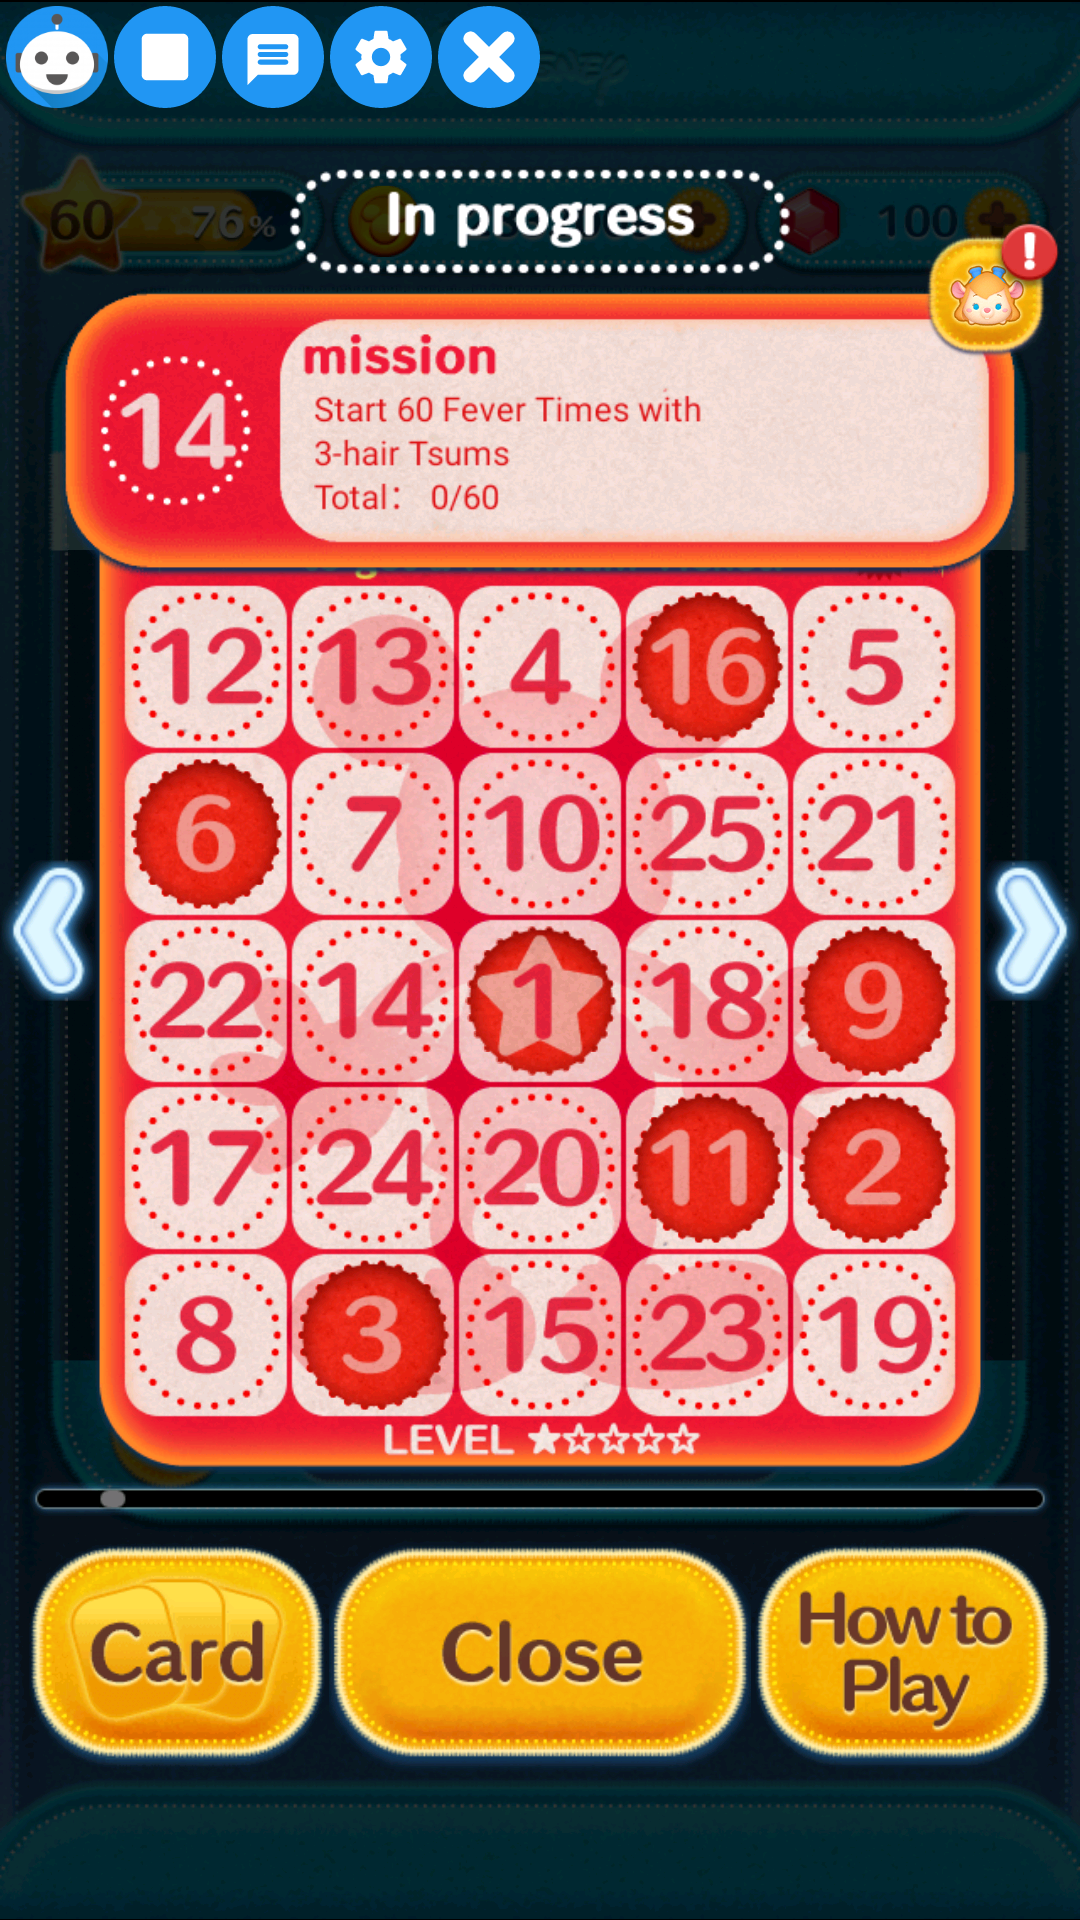 60
76%
In progress
100
!
14
mission
Start 60 Fever Times with
3-hair Tsums
Total： 0/60
12 13 4 16 5
6 7 10 25 21
22 14 1 18 9
17 24 20 11 2
8 3 15 23 19
LEVEL ★☆☆☆☆
Card
Close
How to
Play